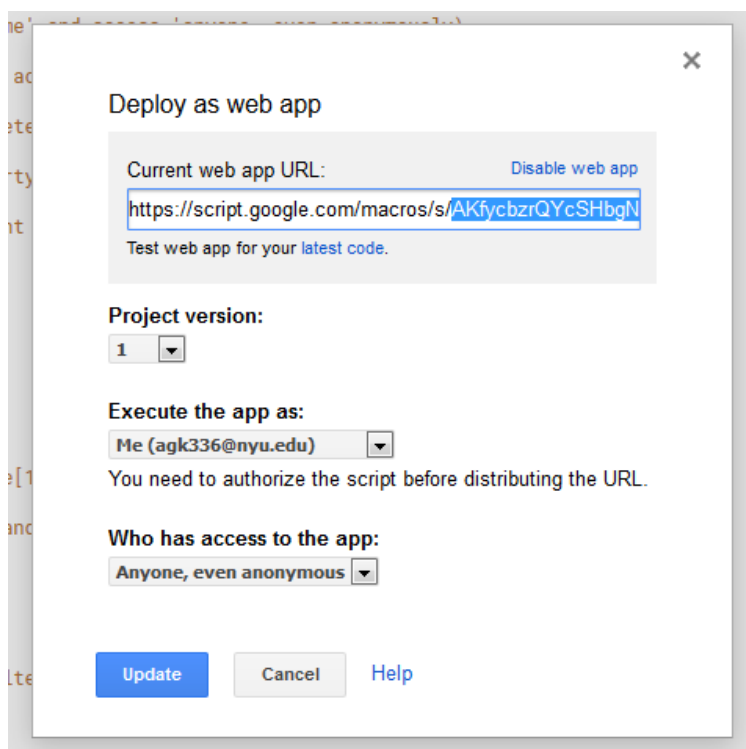 Deploy as web app
Current web app URL: Disable web app
https://script.google.com/macros/s/AKfycbzrQYcSHbgN
Test web app for your latest code.
Project version:
1
Execute the app as:
Me (agk336@nyu.edu)
You need to authorize the script before distributing the URL.
Who has access to the app:
Anyone, even anonymous
Update Cancel Help